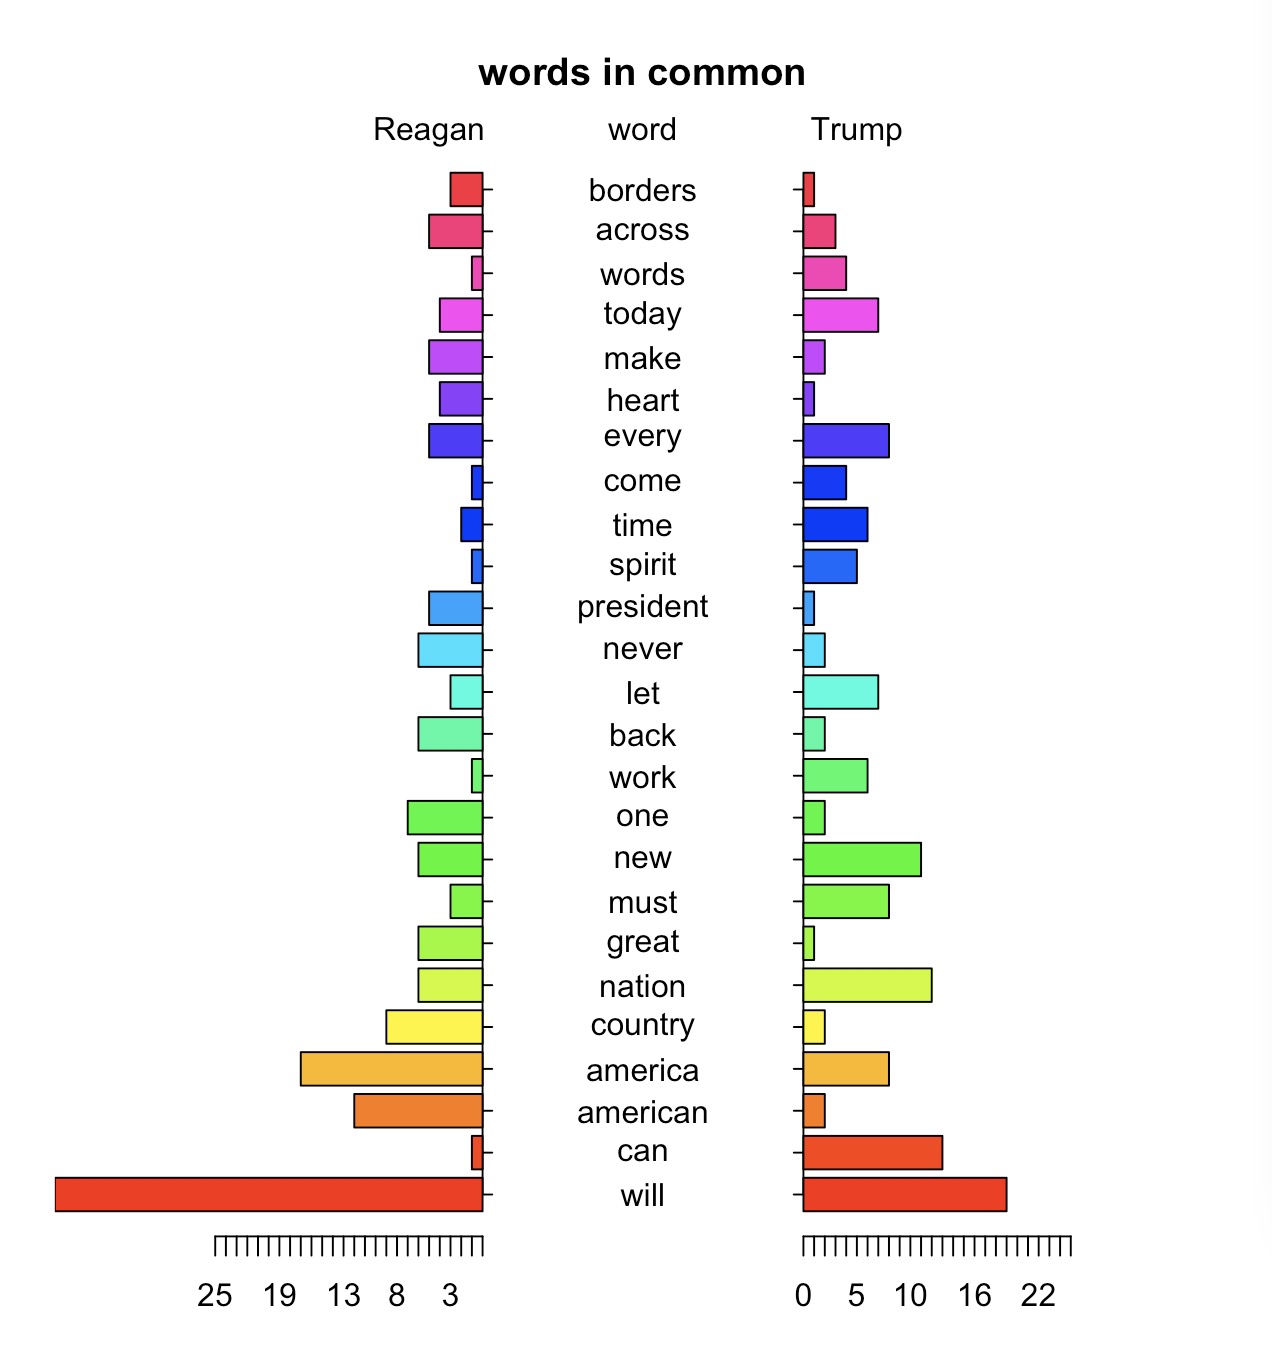 words in common
Reagan word Trump
borders
across
words
today
make
heart
every
come
time
spirit
president
never
let
back
work
one
new
must
great
nation
country
america
american
can
will
25 19 13 8 3 0 5 10 16 22